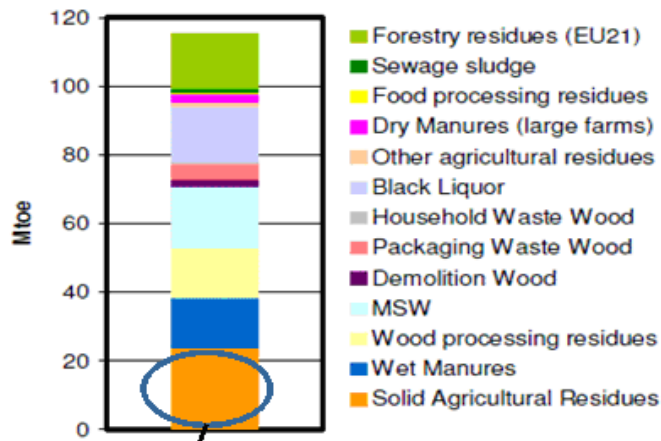 120
100
80
60
40
20
0
Mtoe
Forestry residues (EU21)
Sewage sludge
Food processing residues
Dry Manures (large farms)
Other agricultural residues
Black Liquor
Household Waste Wood
Packaging Waste Wood
Demolition Wood
MSW
Wood processing residues
Wet Manures
Solid Agricultural Residues